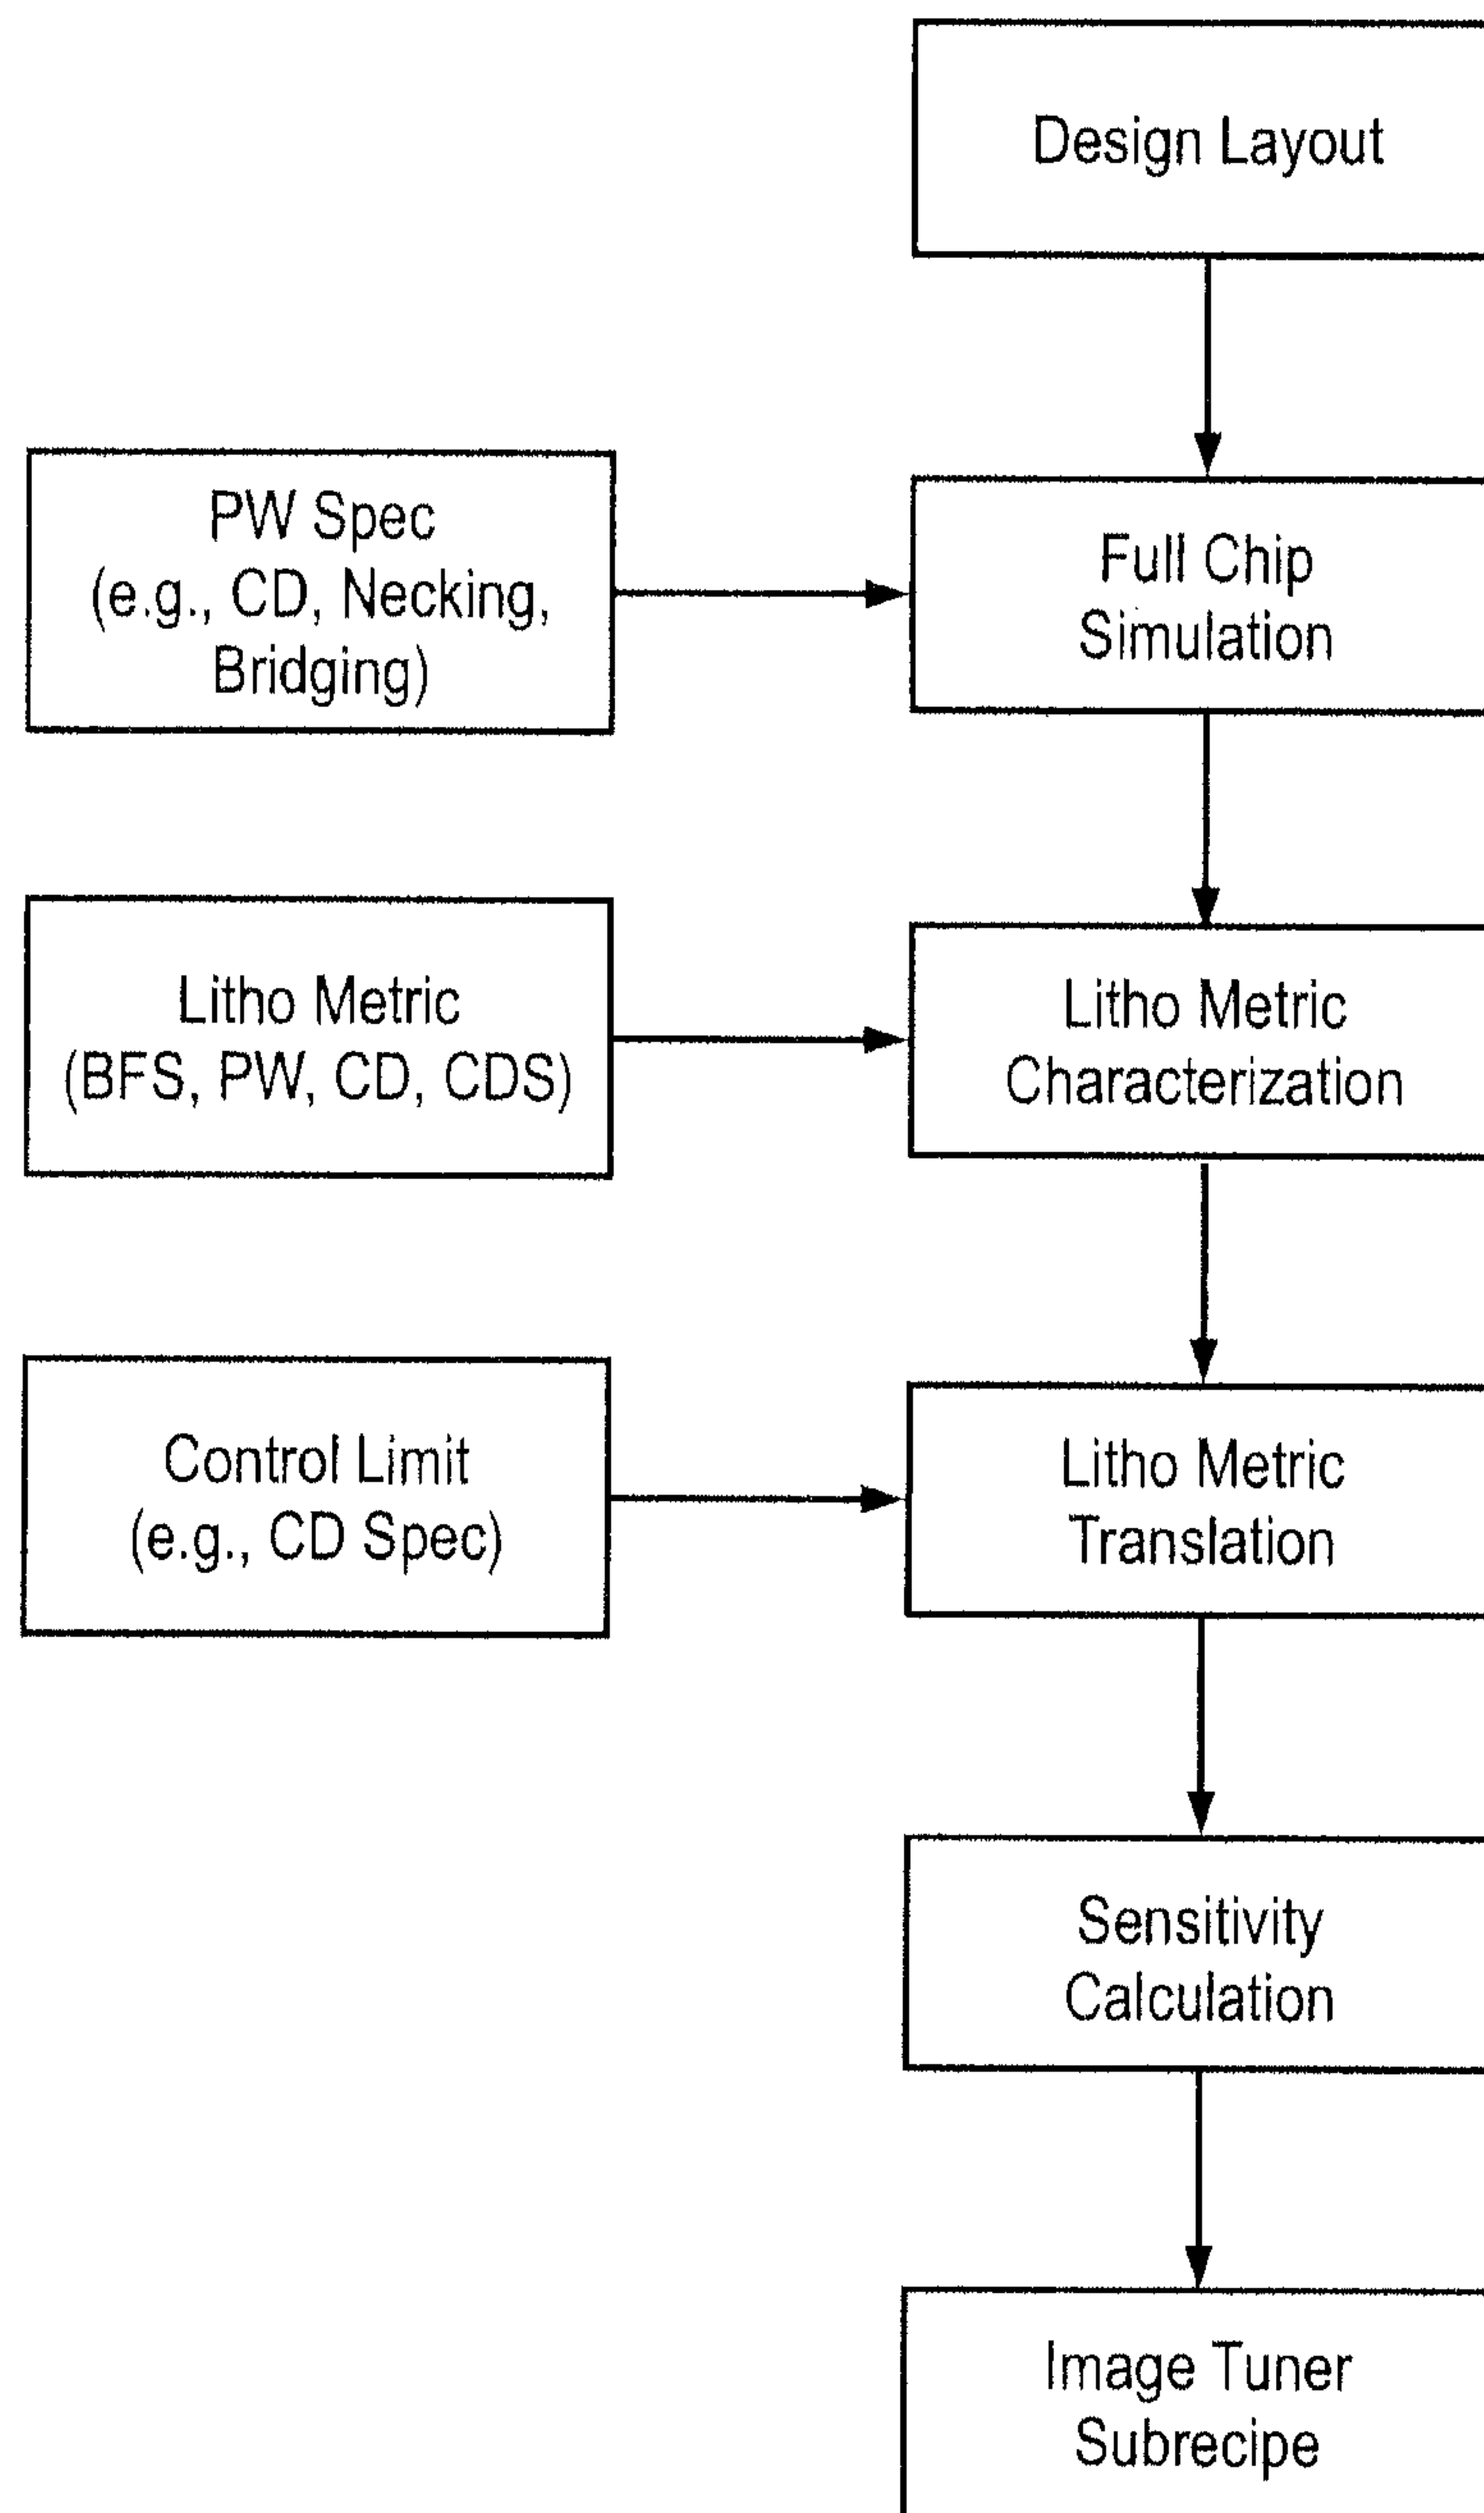 Design Layout
PW Spec
(e.g., CD, Necking,
Bridging)
Full Chip
Simulation
Litho Metric
(BFS, PW, CD, CDS)
Litho Metric
Characterization
Control Limit
(e.g., CD Spec)
Litho Metric
Translation
Sensitivity
Calculation
Image Tuner
Subrecipe